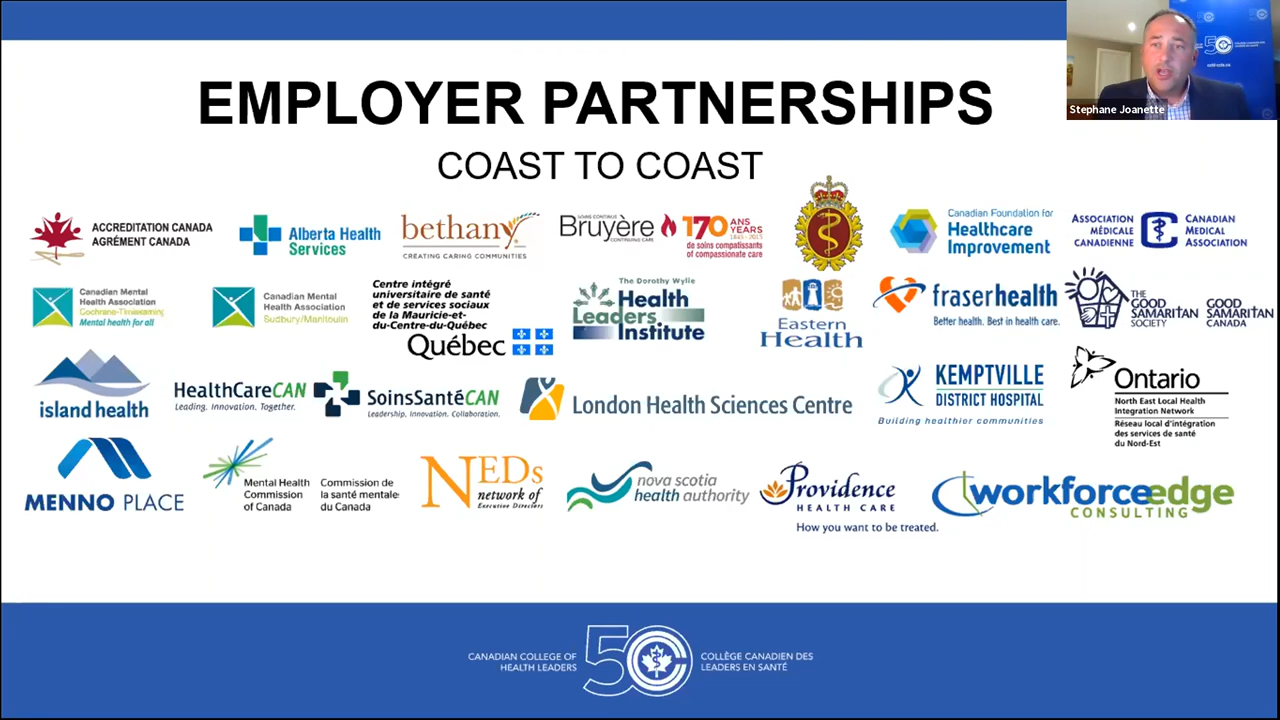 EMPLOYER PARTNERSHIPS
COAST TO COAST
Stephane Joanette
ACCREDITATION CANADA
AGRÉMENT CANADA
Alberta Health
Services
bethany
CREATING CARING COMMUNITIES
Bruyère
CONTINUING CARE
170 ANS
YEARS
de soins compatissants
of compassionate care
Canadian Foundation for
Healthcare
Improvement
ASSOCIATION
MÉDICALE
CANADIENNE
CANADIAN
MEDICAL
ASSOCIATION
Canadian Mental
Health Association
Cochrane-Timiskaming
Mental health for all
Canadian Mental
Health Association
Sudbury/Manitoulin
Centre intégré
universitaire de santé
et de services sociaux
de la Mauricie-et-
du-Centre-du-Québec
Québec
The Dorothy Wylie
Health
Leaders
Institute
Eastern
Health
fraserhealth
Better health. Best in health care.
THE
GOOD
SAMARITAN
SOCIETY
GOOD
SAMARITAN
CANADA
island health
HealthCareCAN
Leading. Innovation. Together.
SoinsSantéCAN
Leadership. Innovation. Collaboration.
London Health Sciences Centre
KEMPTVILLE
DISTRICT HOSPITAL
Building healthier communities
Ontario
North East Local Health
Integration Network
Réseau local d'intégration
des services de santé
du Nord-Est
MENNO PLACE
Mental Health
Commission
of Canada
Commission de
la santé mentale
du Canada
NEDs
network of
Executive Directors
nova scotia
health authority
Providence
HEALTH CARE
How you want to be treated.
workforceedge
CONSULTING
CANADIAN COLLEGE OF
HEALTH LEADERS
50
COLLÈGE CANADIEN DES
LEADERS EN SANTÉ